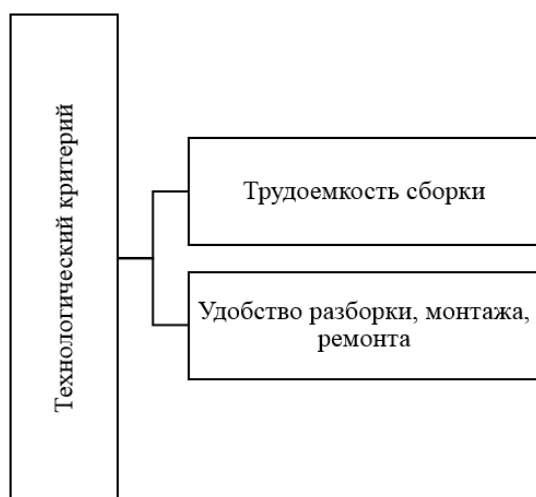 Технологический критерий
Трудоемкость сборки
Удобство разборки, монтажа,
ремонта